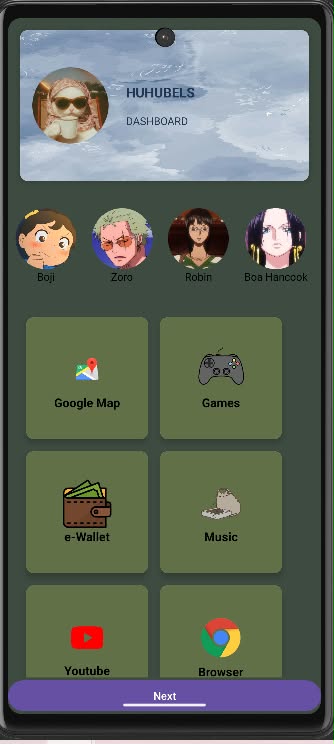 HUHUBELS
DASHBOARD
Boji
Zoro
Robin
Boa Hancook
Google Map
Games
e-Wallet
Music
Youtube
Browser
Next